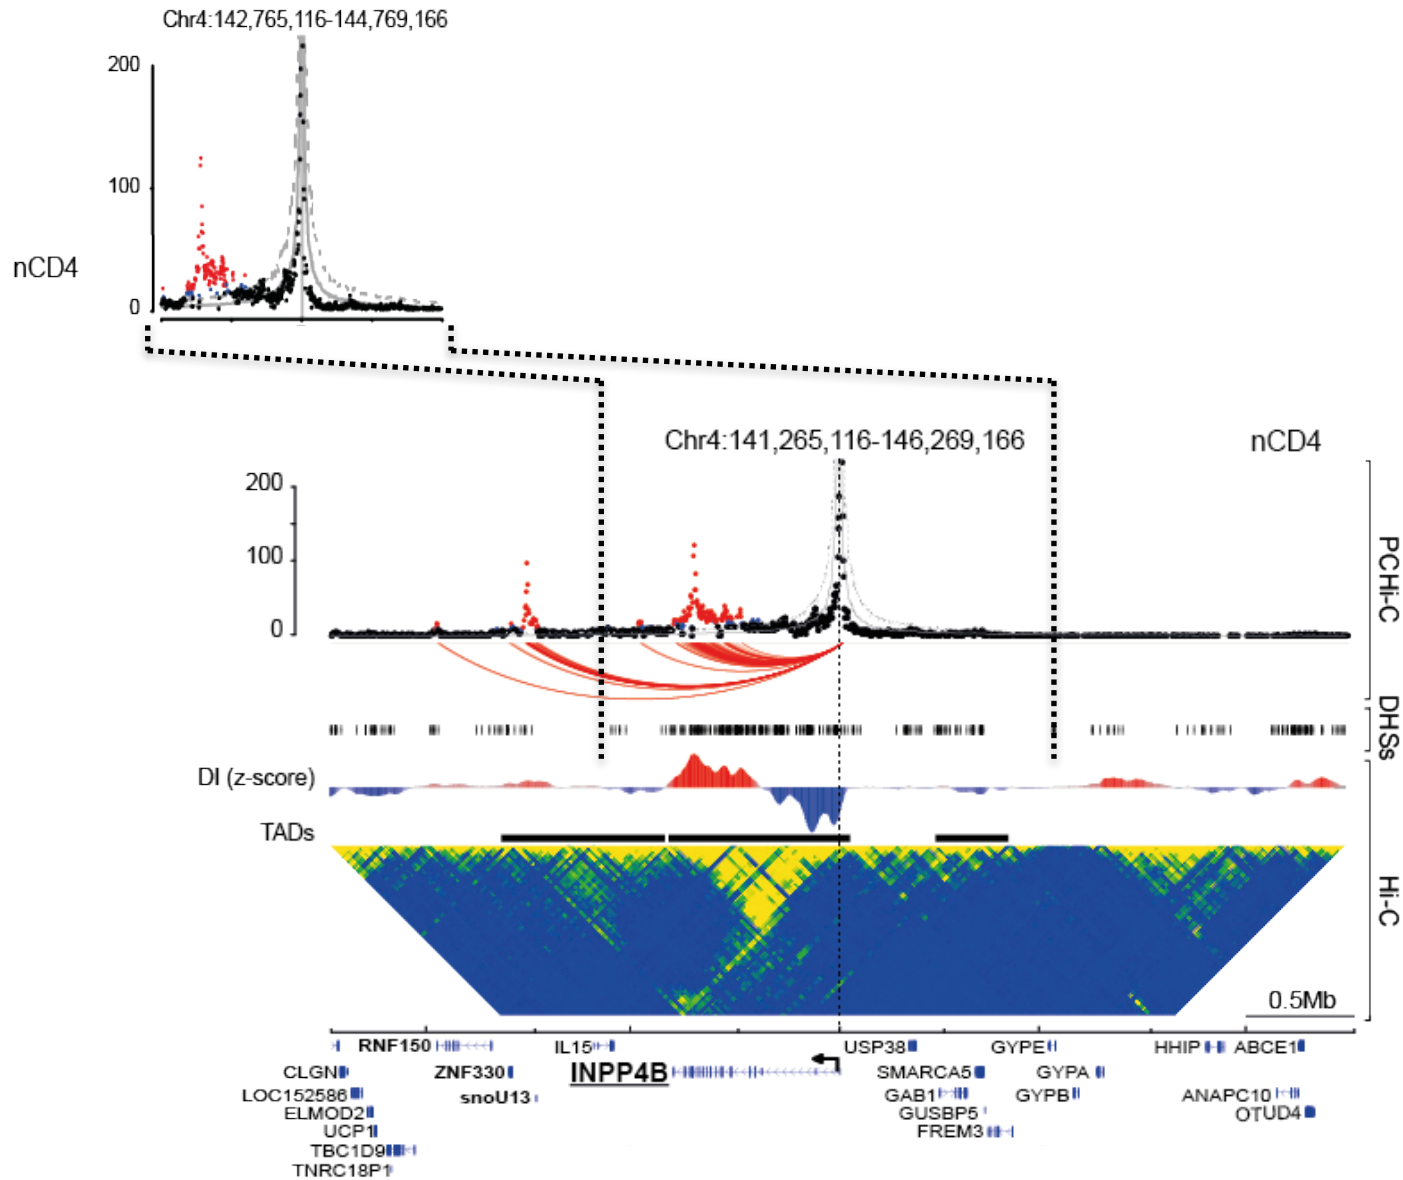 Chr4:142,765,116-144,769,166
200
100
nCD4
0
Chr4:141,265,116-146,269,166
nCD4
200
100
0
PCHi-C
DHSs
DI (z-score)
TADs
Hi-C
0.5Mb
RNF150
IL15
USP38
GYPE
HHIP
ABCE1
CLGN
ZNF330
INPP4B
SMARCA5
GYPA
LOC152586
snoU13
GAB1
GYPB
ANAPC10
ELMOD2
GUSBP5
OTUD4
UCP1
FREM3
TBC1D9
TNRC18P1